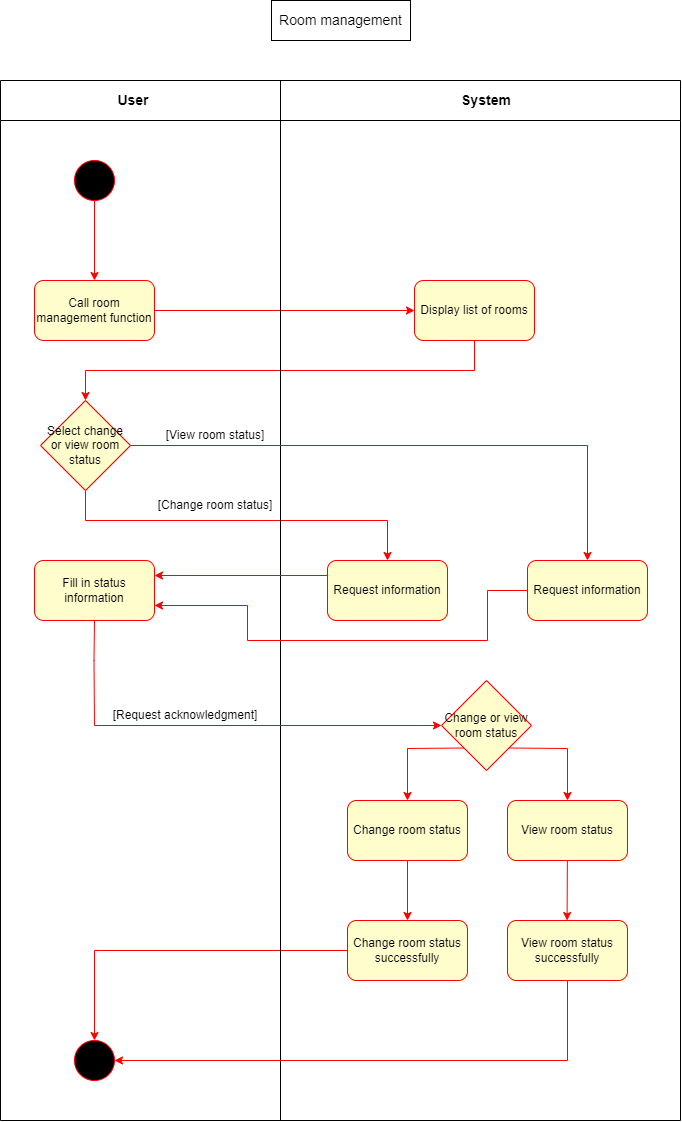 Room management
User
System
Call room
management function
Display list of rooms
Select change
or view room
status
[View room status]
[Change room status]
Fill in status
information
Request information
Request information
[Request acknowledgment]
Change or view
room status
Change room status
View room status
Change room status
successfully
View room status
successfully